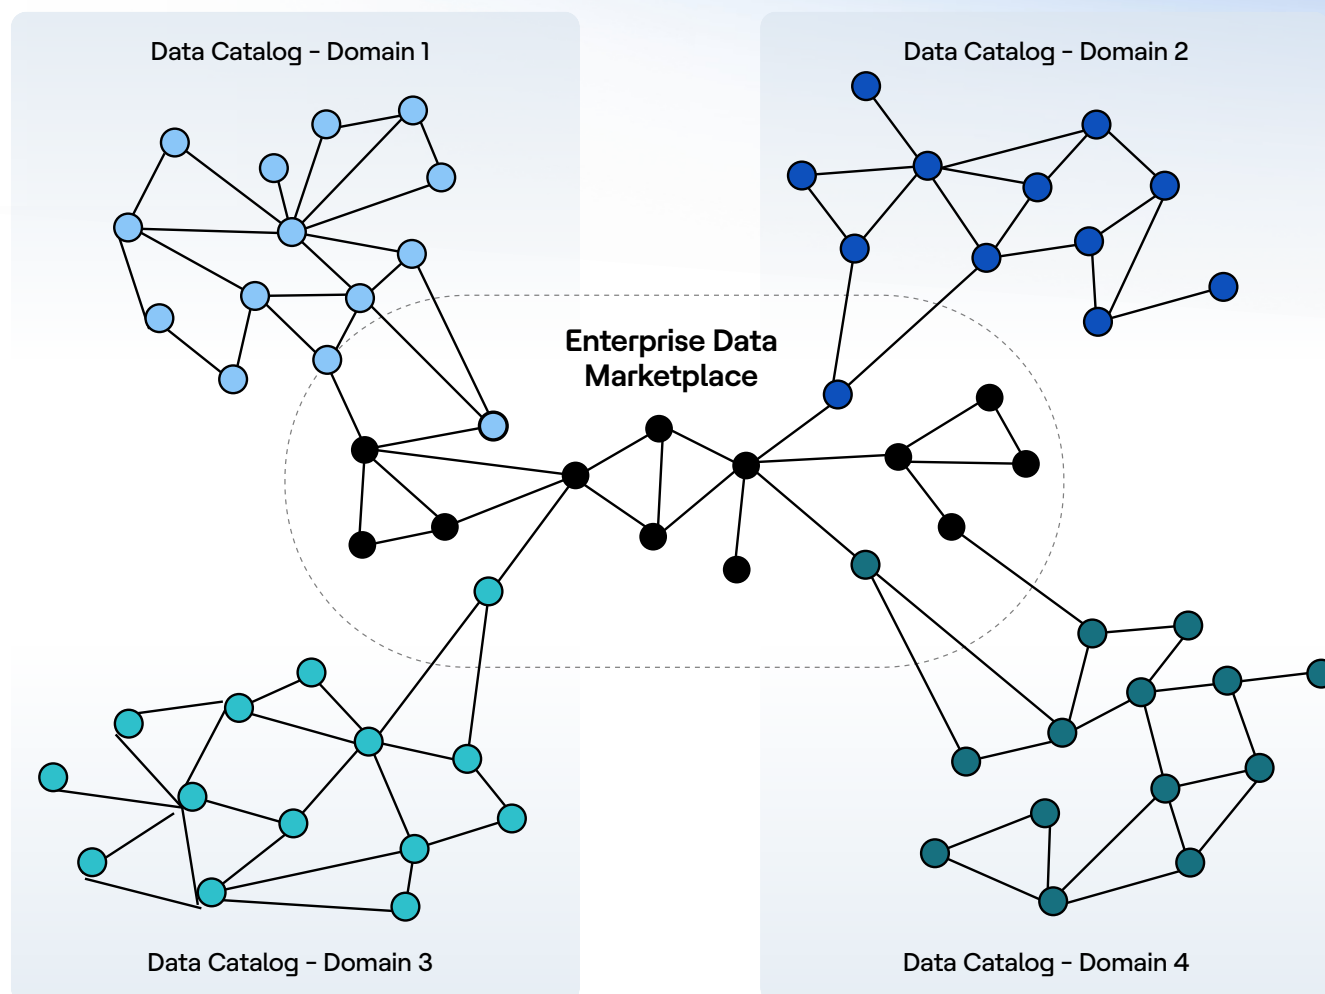 Data Catalog - Domain 1
Data Catalog - Domain 2
Enterprise Data
Marketplace
Data Catalog - Domain 3
Data Catalog - Domain 4